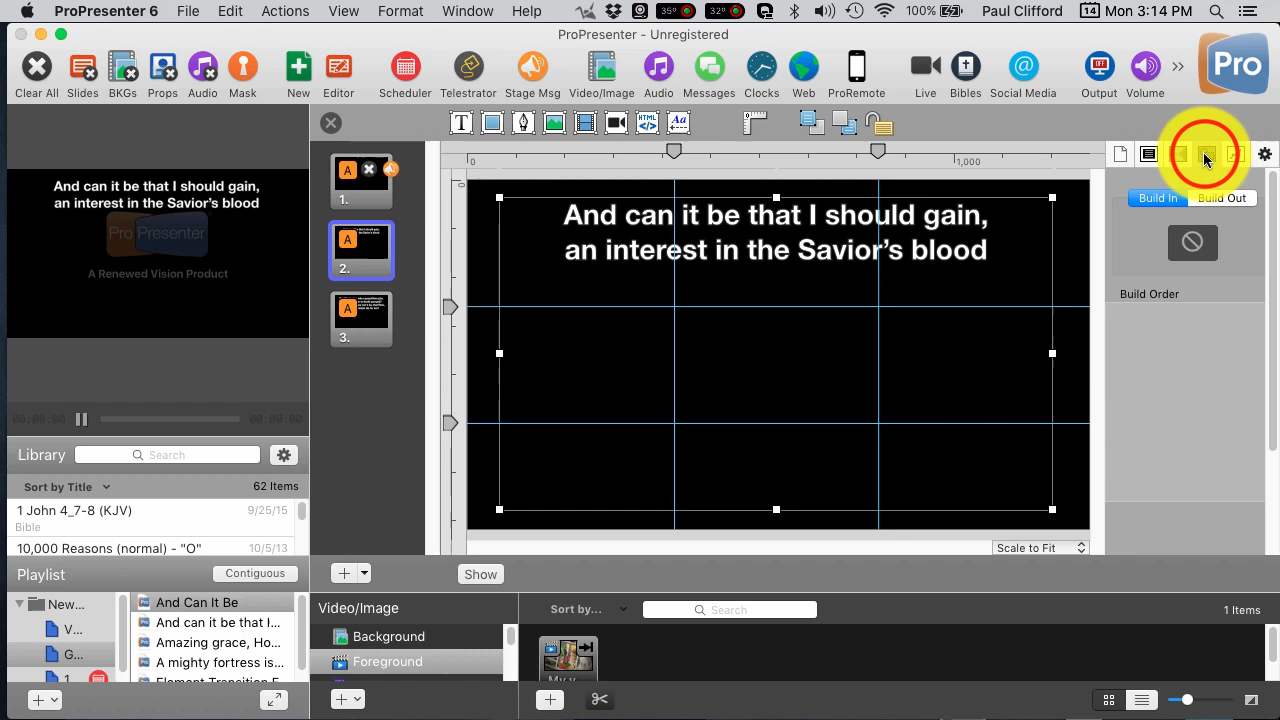 ProPresenter 6 File Edit Actions View Format Window Help 35° 32° 100% Paul Clifford 14 Mon 3:14 PM
ProPresenter - Unregistered
Clear All Slides BKGs Props Audio Mask New Editor Scheduler Telestrator Stage Msg Video/Image Audio Messages Clocks Web ProRemote Live Bibles Social Media Output Volume Pro
T HTML Aa
0 1,000
0
And can it be that I should gain,
an interest in the Savior's blood
Pro Presenter
A Renewed Vision Product
A
1.
A
2.
A
3.
And can it be that I should gain,
an interest in the Savior’s blood
Build In Build Out
Build Order
00:00:00 00:00:00
Scale to Fit
Library Search
Sort by Title 62 Items
1 John 4_7-8 (KJV) 9/25/15
Bible
10,000 Reasons (normal) - "O" 10/5/13
Playlist Contiguous
New...
V...
G...
1
And Can It Be
And can it be that I...
Amazing grace, Ho...
A mighty fortress is...
Element Transition E
Show
Video/Image
Background
Foreground
Sort by... Search 1 Items
My v